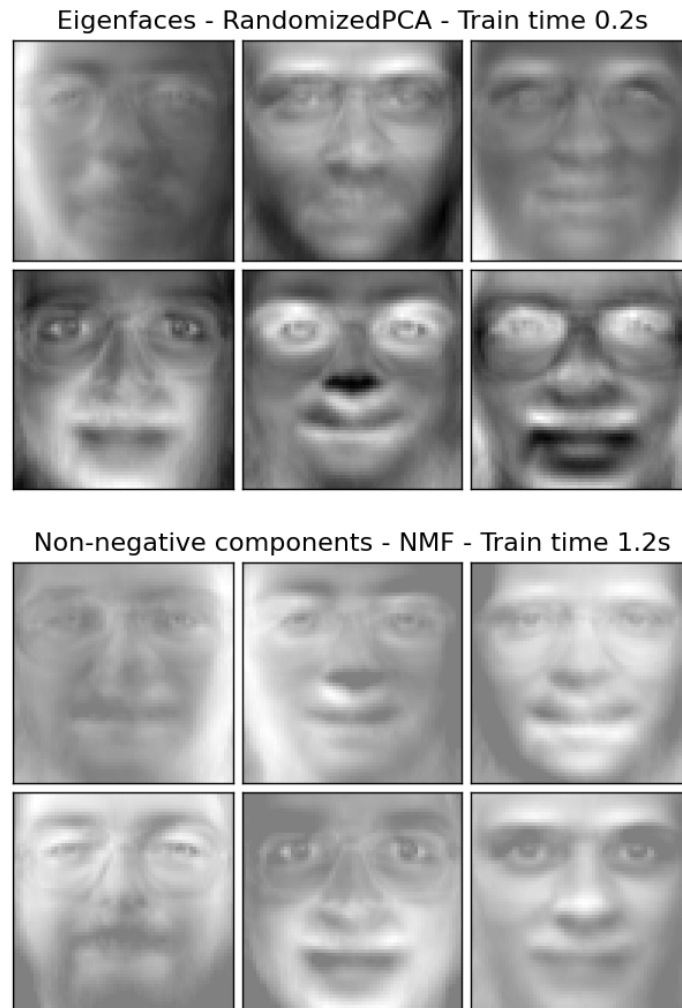 Eigenfaces - RandomizedPCA - Train time 0.2s
Non-negative components - NMF - Train time 1.2s